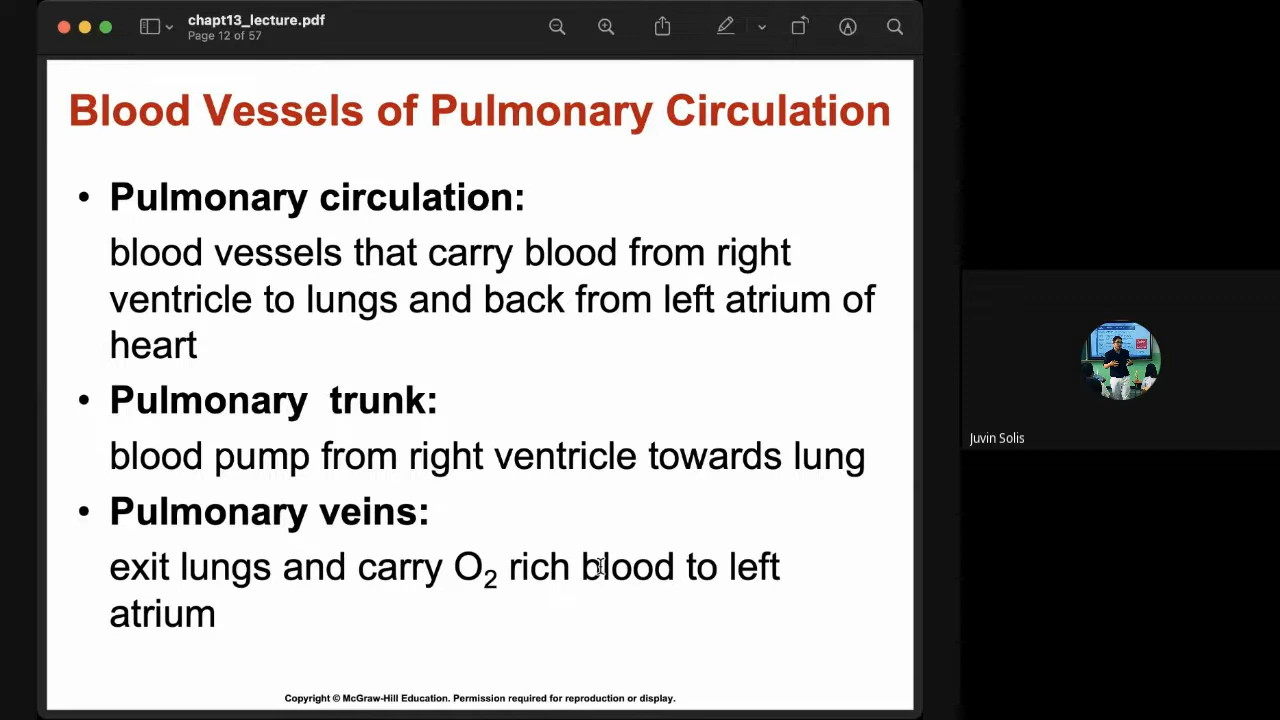 chapt13_lecture.pdf
Page 12 of 57
Blood Vessels of Pulmonary Circulation
• Pulmonary circulation:
blood vessels that carry blood from right
ventricle to lungs and back from left atrium of
heart
• Pulmonary trunk:
blood pump from right ventricle towards lung
• Pulmonary veins:
exit lungs and carry O2 rich blood to left
atrium
Copyright © McGraw-Hill Education. Permission required for reproduction or display.
Juvin Solis